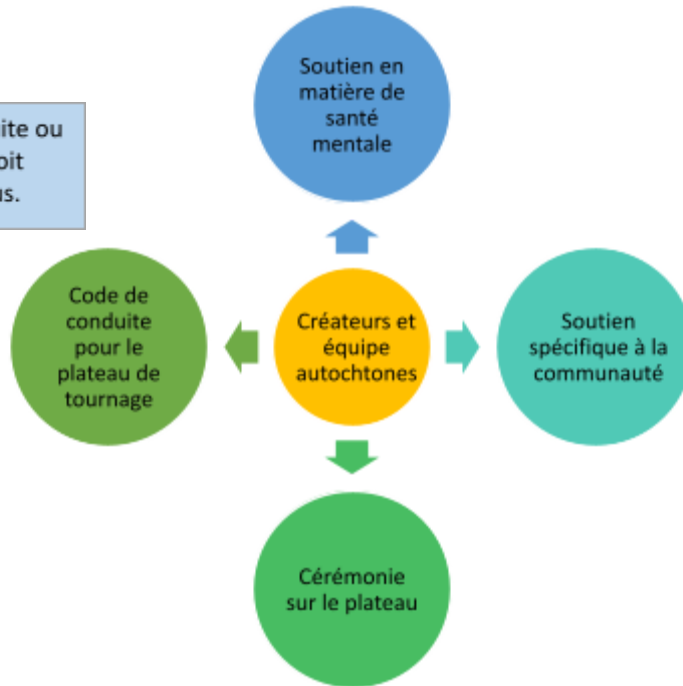 Soutien en
matière de
santé
mentale
ite ou
oit
s.
Code de
conduite
pour le
plateau de
tournage
Créateurs et
équipe
autochtones
Soutien
spécifique à la
communauté
Cérémonie
sur le plateau